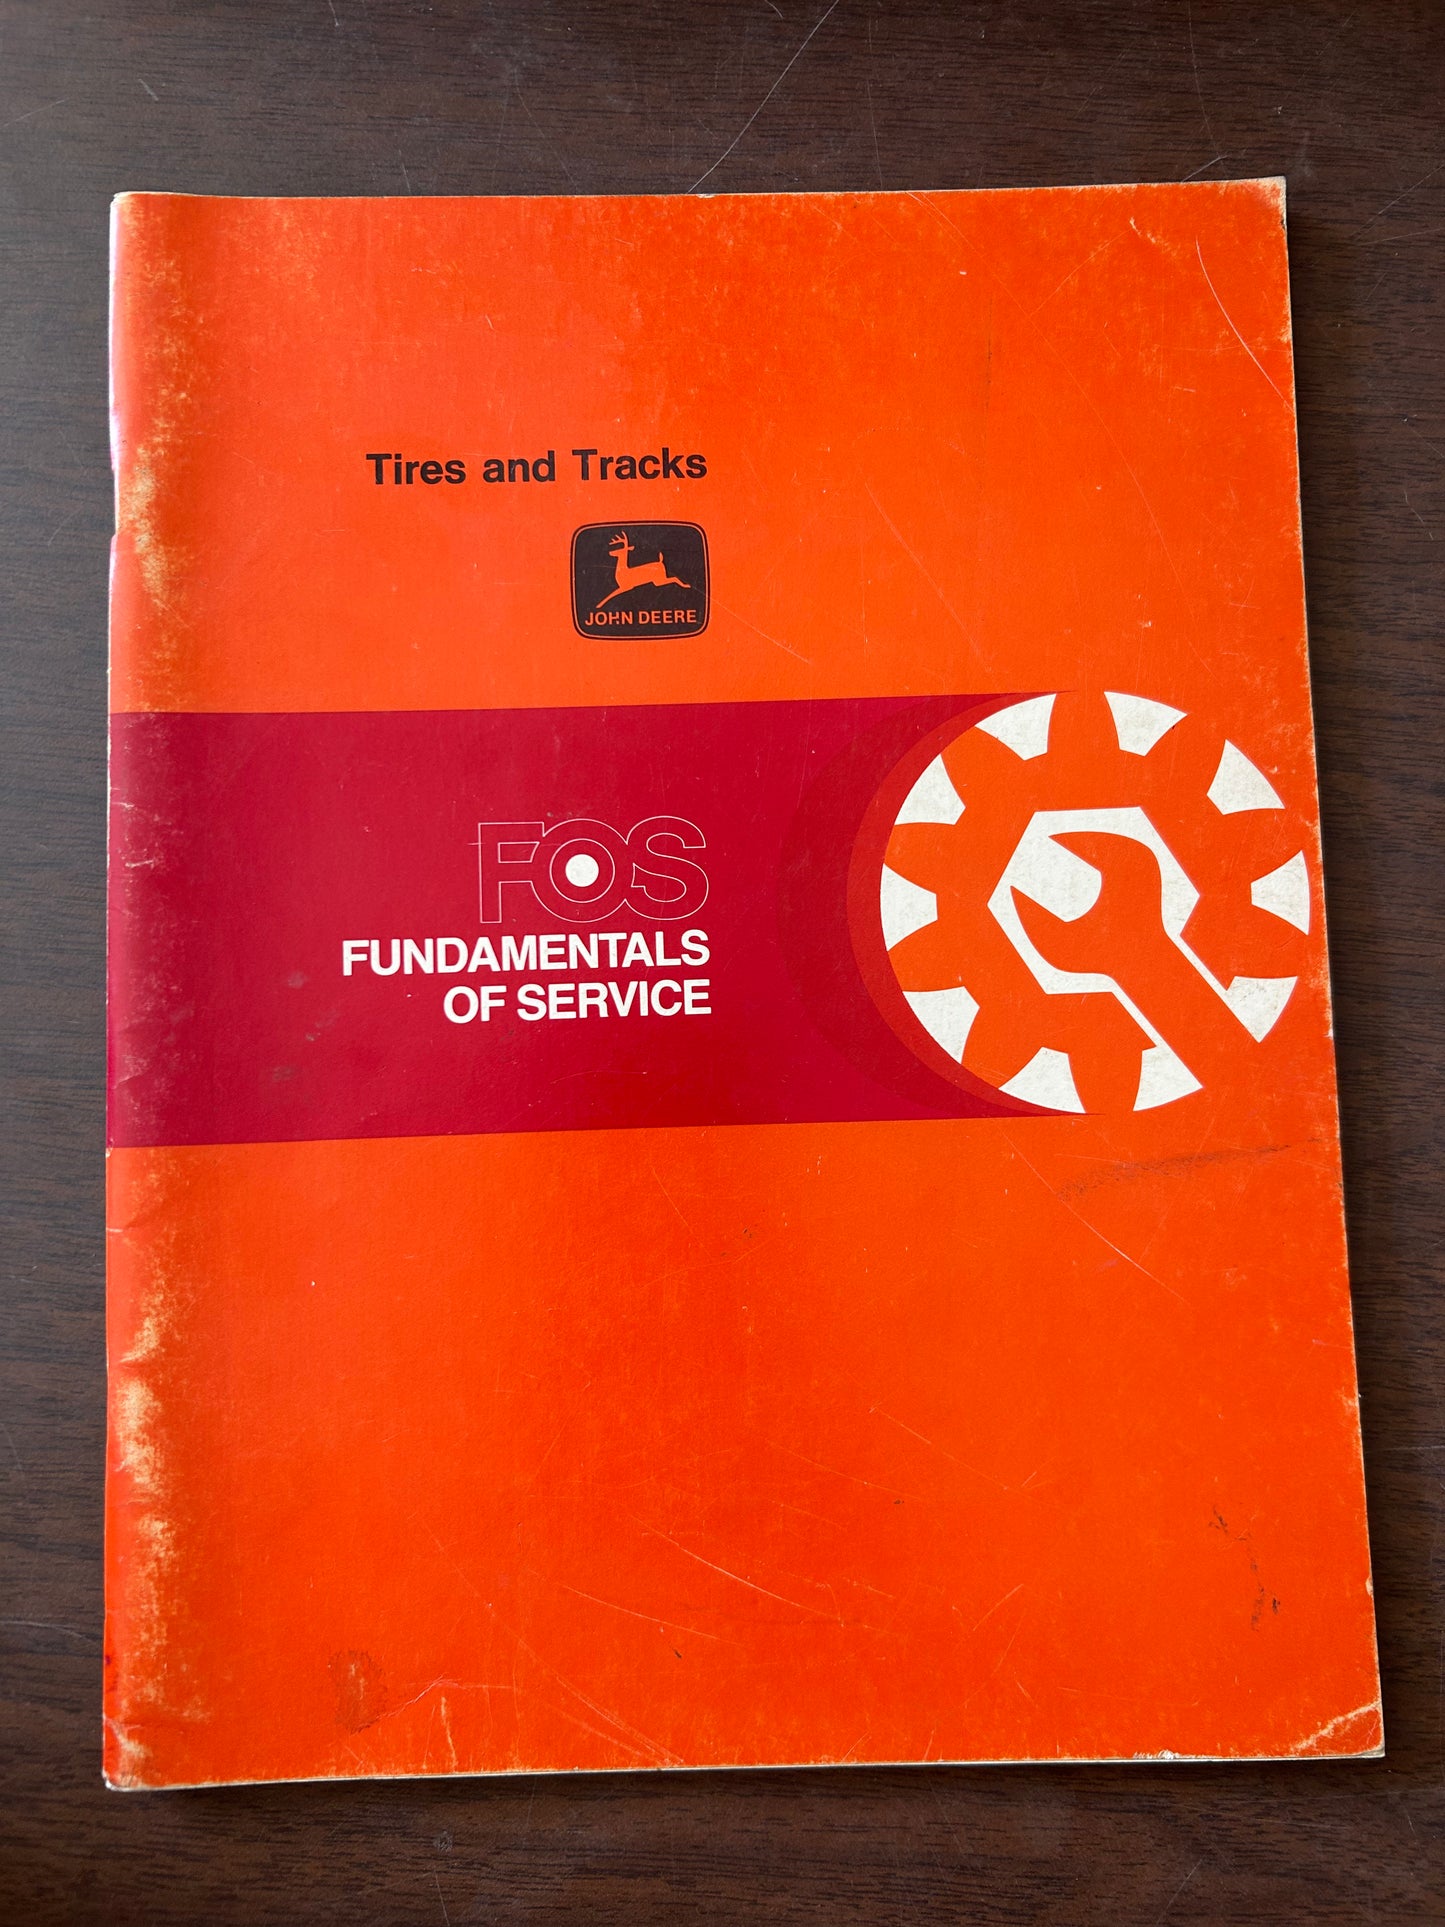 Tires and Tracks
JOHN DEERE
FOS
FUNDAMENTALS
OF SERVICE